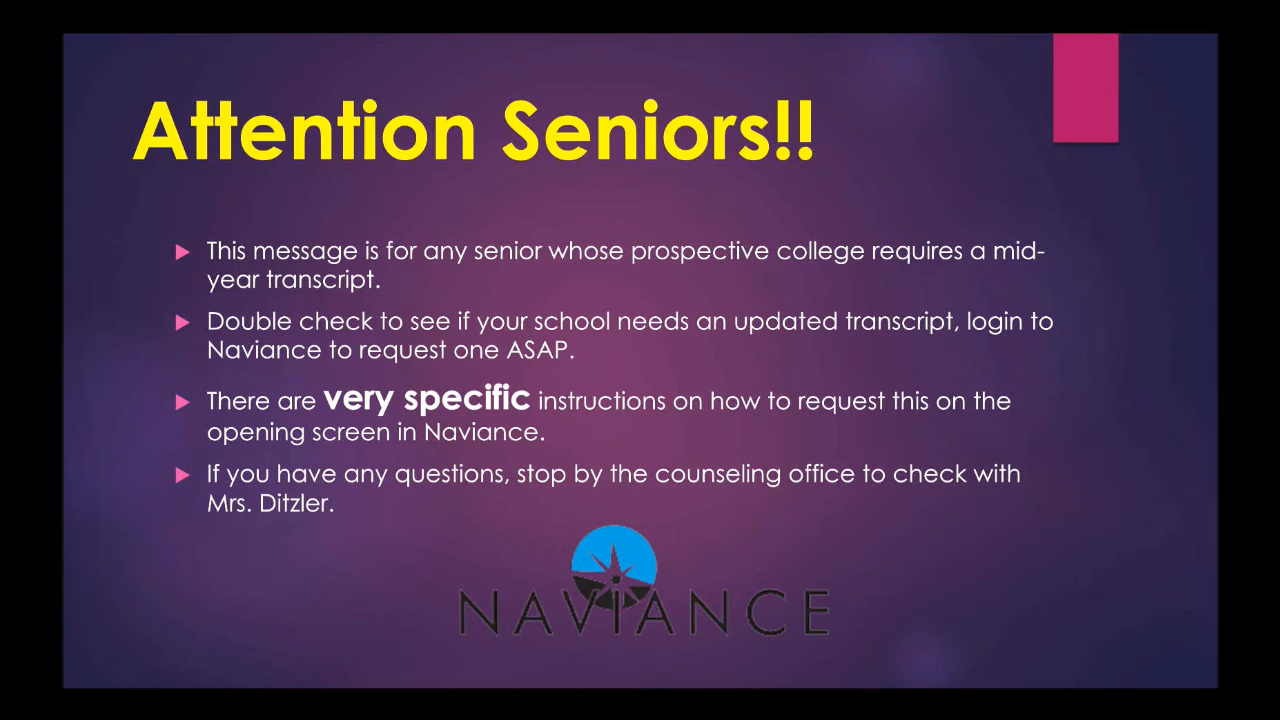 Attention Seniors!!
This message is for any senior whose prospective college requires a mid-
year transcript.
Double check to see if your school needs an updated transcript, login to
Naviance to request one ASAP.
There are very specific instructions on how to request this on the
opening screen in Naviance.
If you have any questions, stop by the counseling office to check with
Mrs. Ditzler.
NAVIANCE